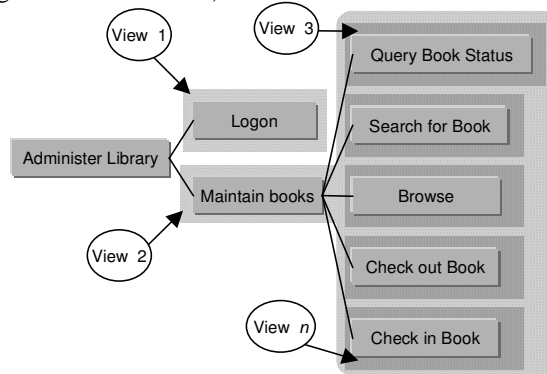 View 1
View 3
Query Book Status
Logon
Search for Book
Administer Library
Maintain books
Browse
View 2
Check out Book
View n
Check in Book